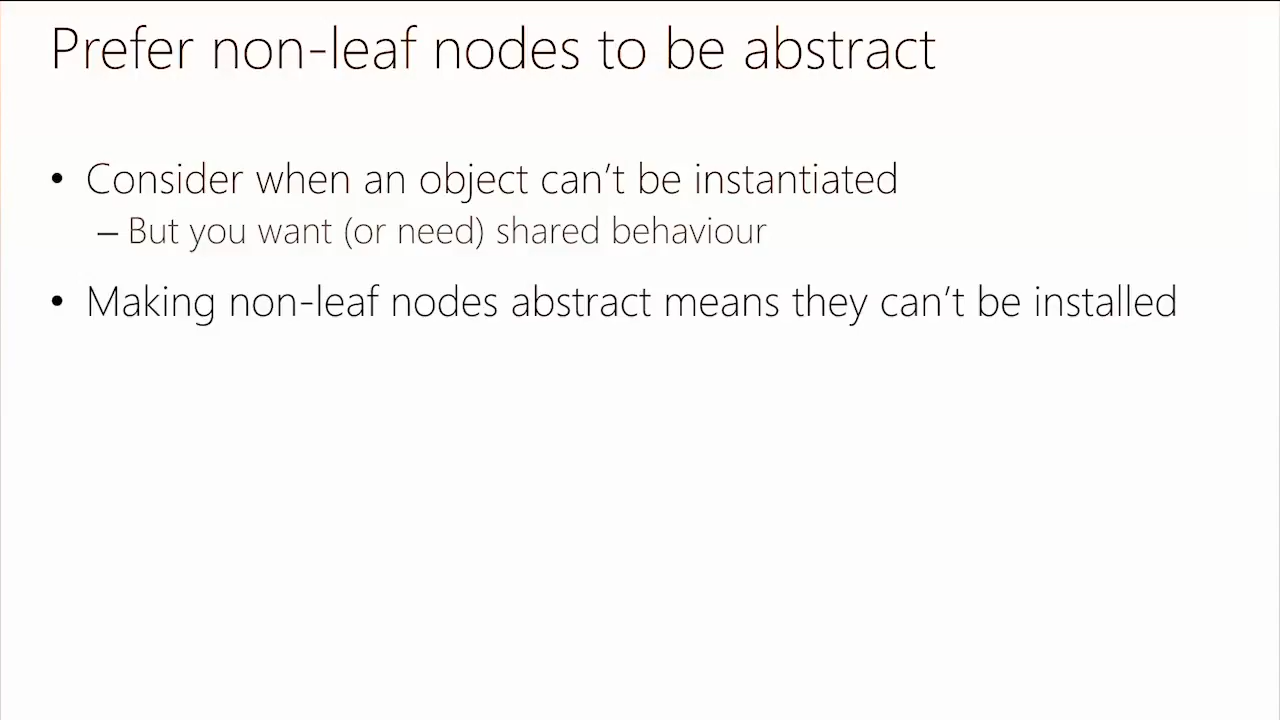 Prefer non-leaf nodes to be abstract
• Consider when an object can’t be instantiated
– But you want (or need) shared behaviour
• Making non-leaf nodes abstract means they can’t be installed